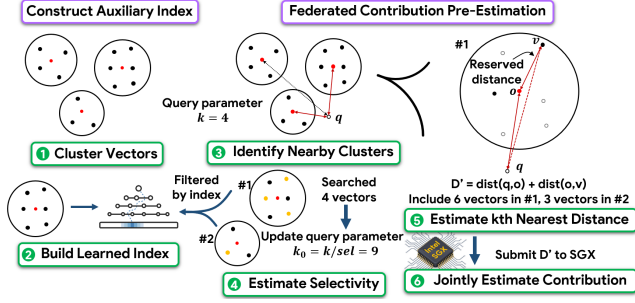 Construct Auxiliary Index
Federated Contribution Pre-Estimation
#1
v
Reserved
distance
o
q
Query parameter
k = 4
q
1 Cluster Vectors
3 Identify Nearby Clusters
D' = dist(q,o) + dist(o,v)
Include 6 vectors in #1, 3 vectors in #2
Filtered
by index
#1
#2
Searched
4 vectors
Update query parameter
k₀ = k/sel = 9
2 Build Learned Index
4 Estimate Selectivity
5 Estimate kth Nearest Distance
Intel
SGX
Submit D' to SGX
6 Jointly Estimate Contribution